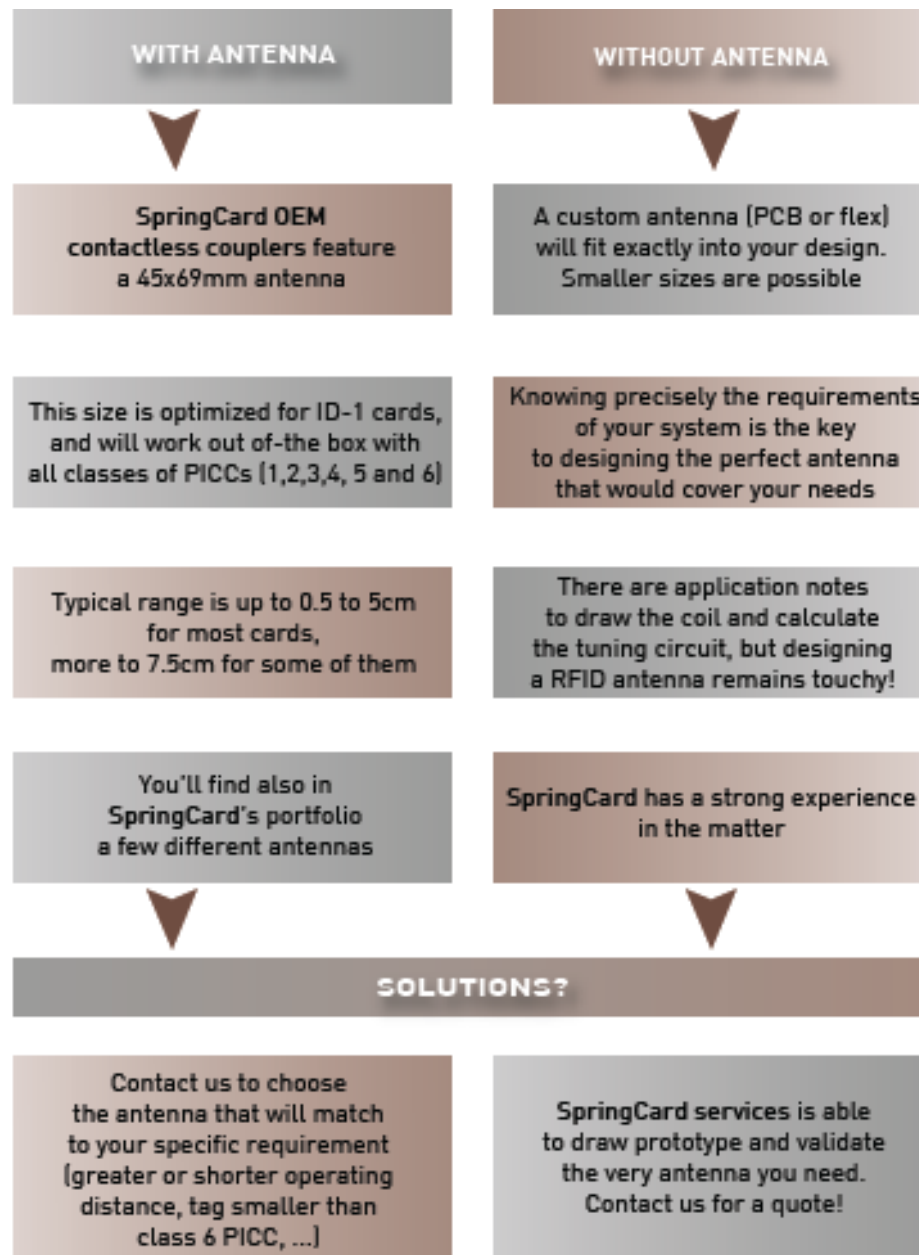 WITH ANTENNA
SpringCard OEM
contactless couplers feature
a 45x69mm antenna
This size is optimized for ID-1 cards,
and will work out of-the box with
all classes of PICCs (1,2,3,4, 5 and 6)
Typical range is up to 0.5 to 5cm
for most cards,
more to 7.5cm for some of them
You'll find also in
SpringCard's portfolio
a few different antennas
WITHOUT ANTENNA
A custom antenna (PCB or flex)
will fit exactly into your design.
Smaller sizes are possible
Knowing precisely the requirements
of your system is the key
to designing the perfect antenna
that would cover your needs
There are application notes
to draw the coil and calculate
the tuning circuit, but designing
a RFID antenna remains touchy!
SpringCard has a strong experience
in the matter
SOLUTIONS?
Contact us to choose
the antenna that will match
to your specific requirement
(greater or shorter operating
distance, tag smaller than
class 6 PICC, ...)
SpringCard services is able
to draw prototype and validate
the very antenna you need.
Contact us for a quote!